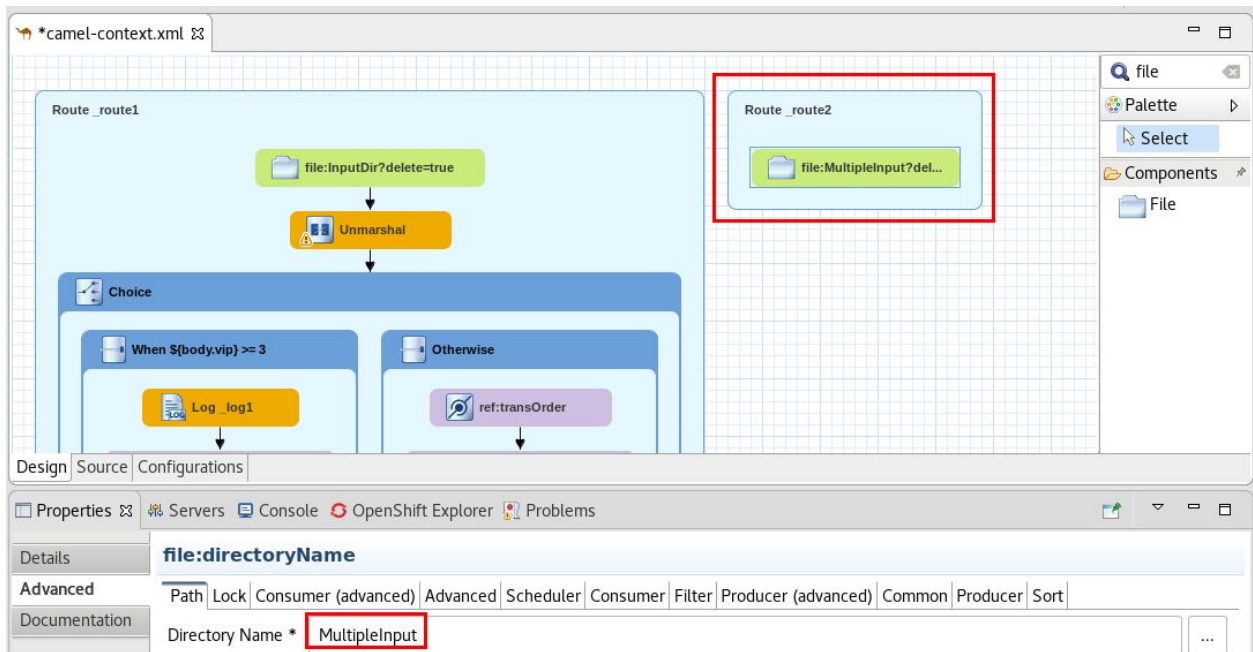 *camel-context.xml
file
Route _route1
Route _route2
Palette
Select
file:InputDir?delete=true
file:MultipleInput?del...
Components
File
Unmarshal
Choice
When ${body.vip} >= 3
Otherwise
Log _log1
ref:transOrder
Design Source Configurations
Properties Servers Console OpenShift Explorer Problems
Details
file:directoryName
Advanced
Path Lock Consumer (advanced) Advanced Scheduler Consumer Filter Producer (advanced) Common Producer Sort
Documentation
Directory Name * MultipleInput ...